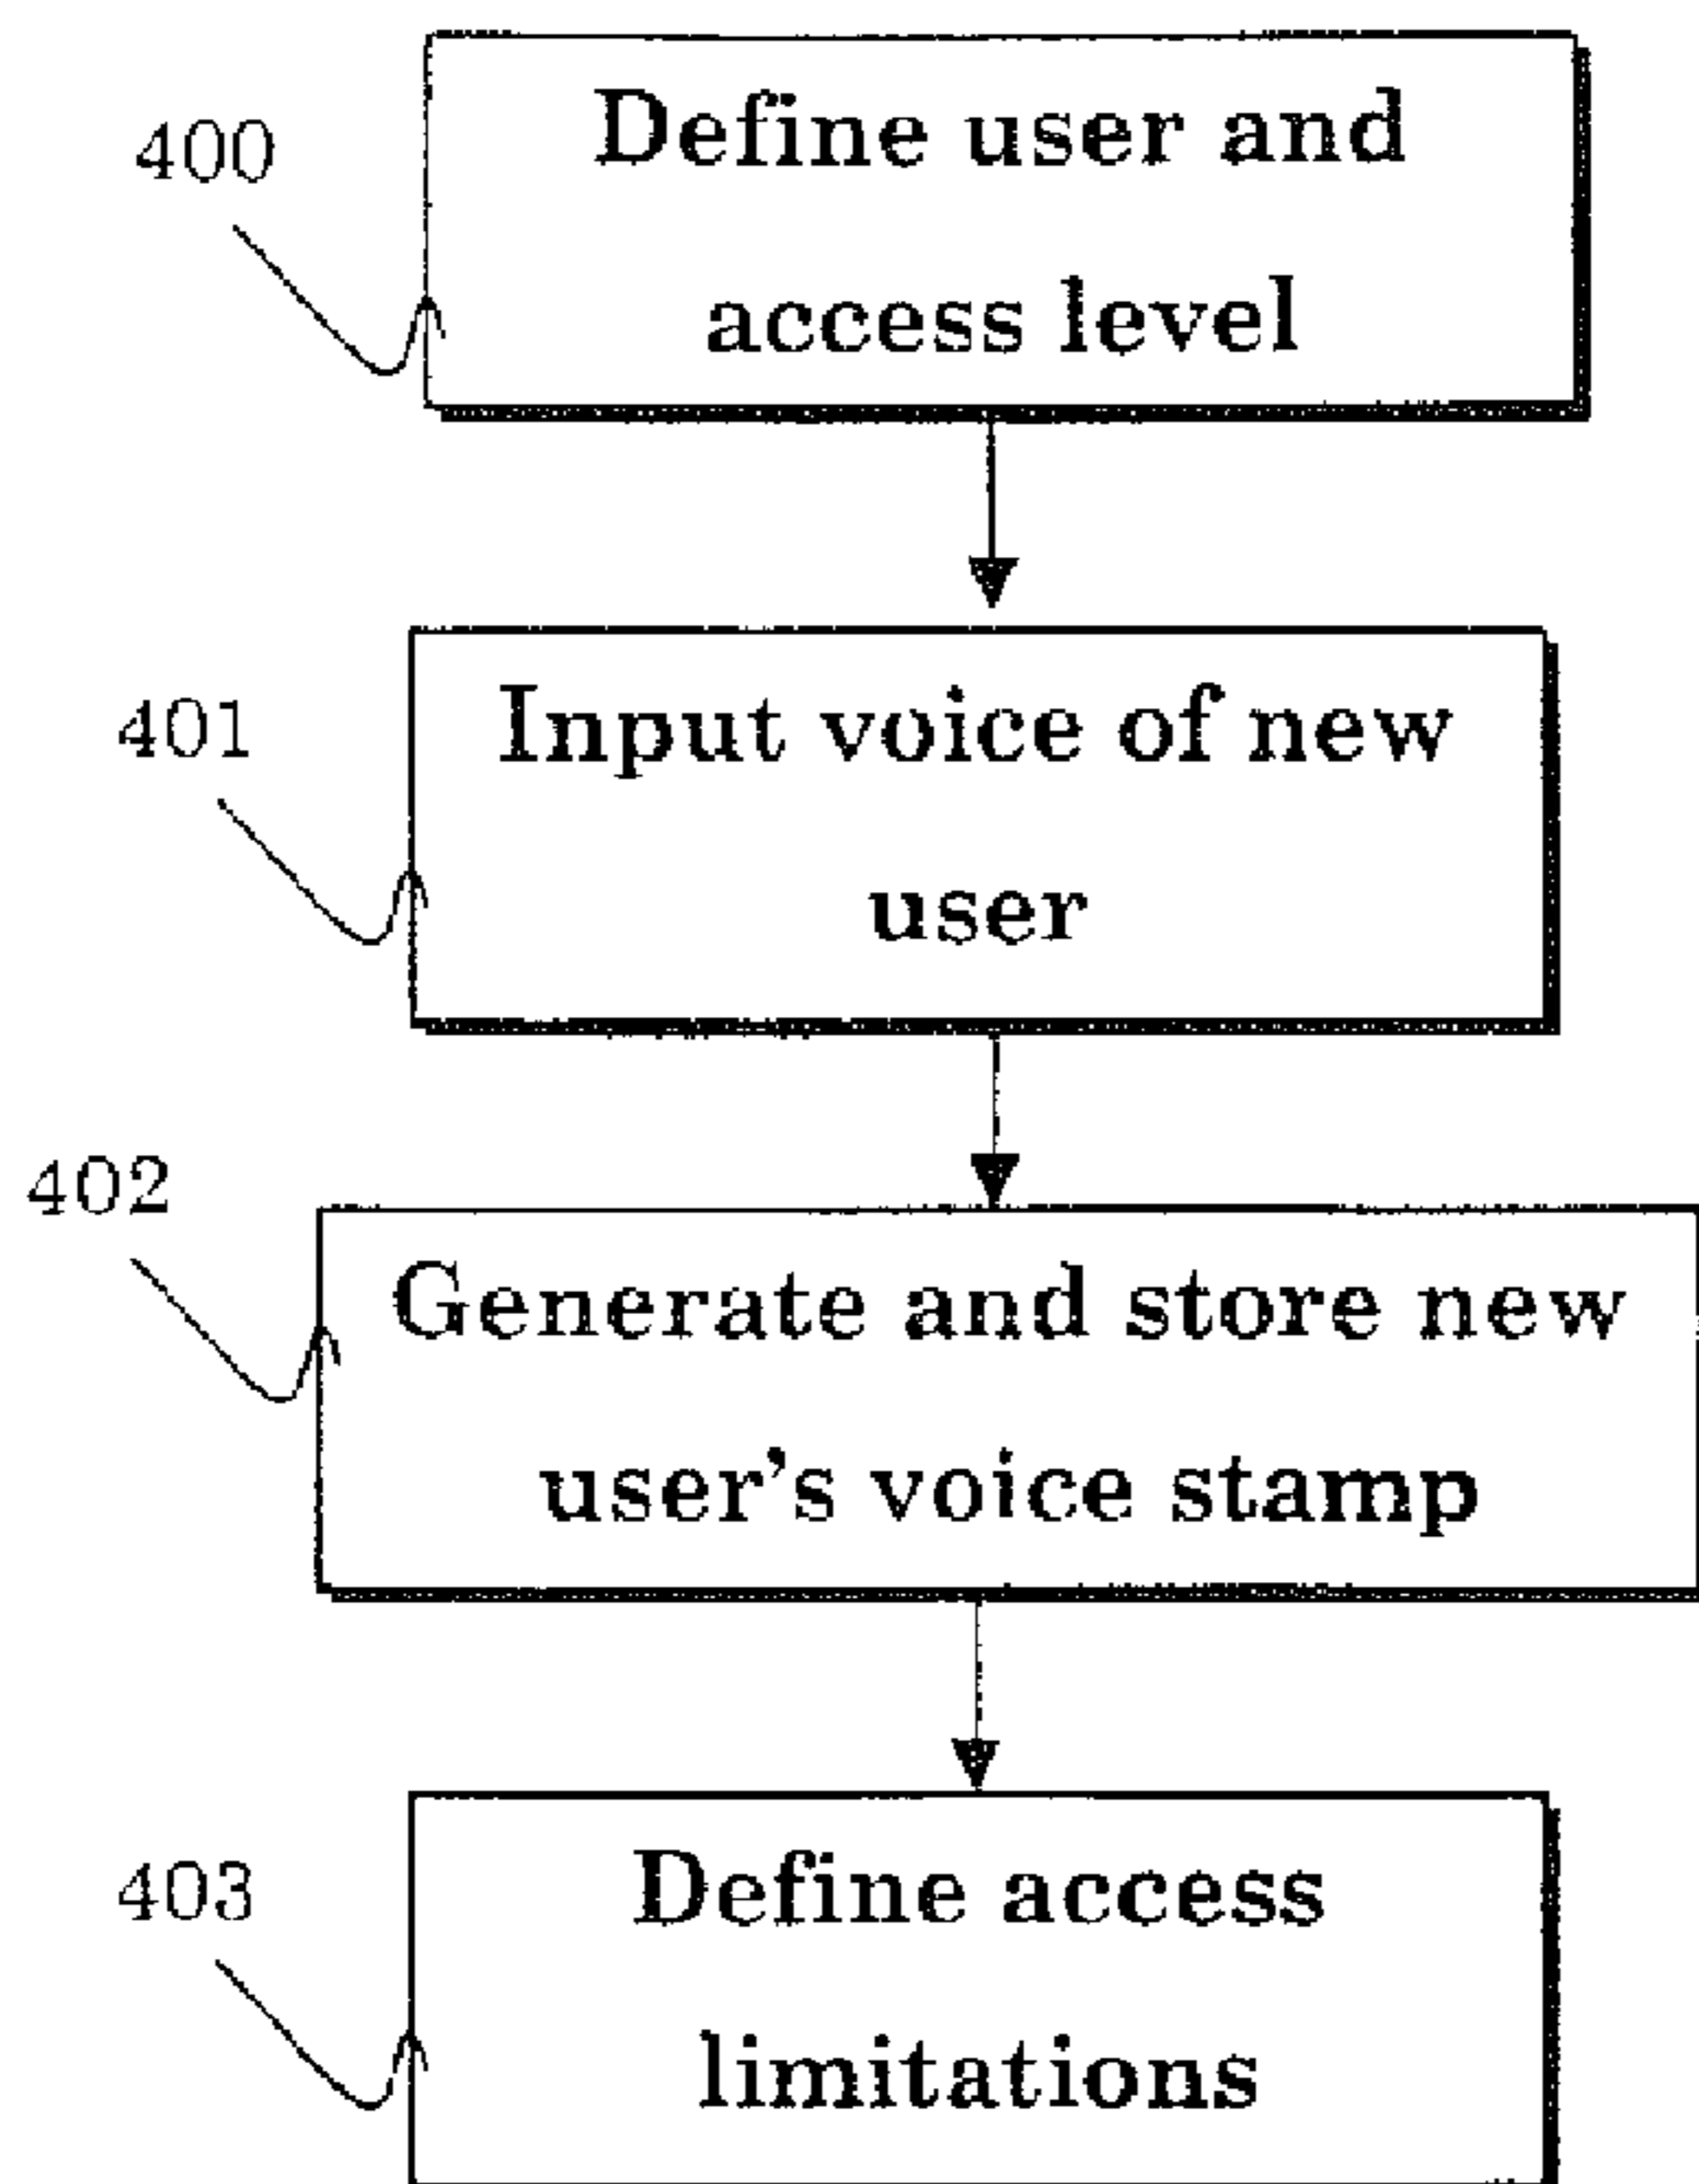 400
Define user and
access level
401
Input voice of new
user
402
Generate and store new
user's voice stamp
403
Define access
limitations